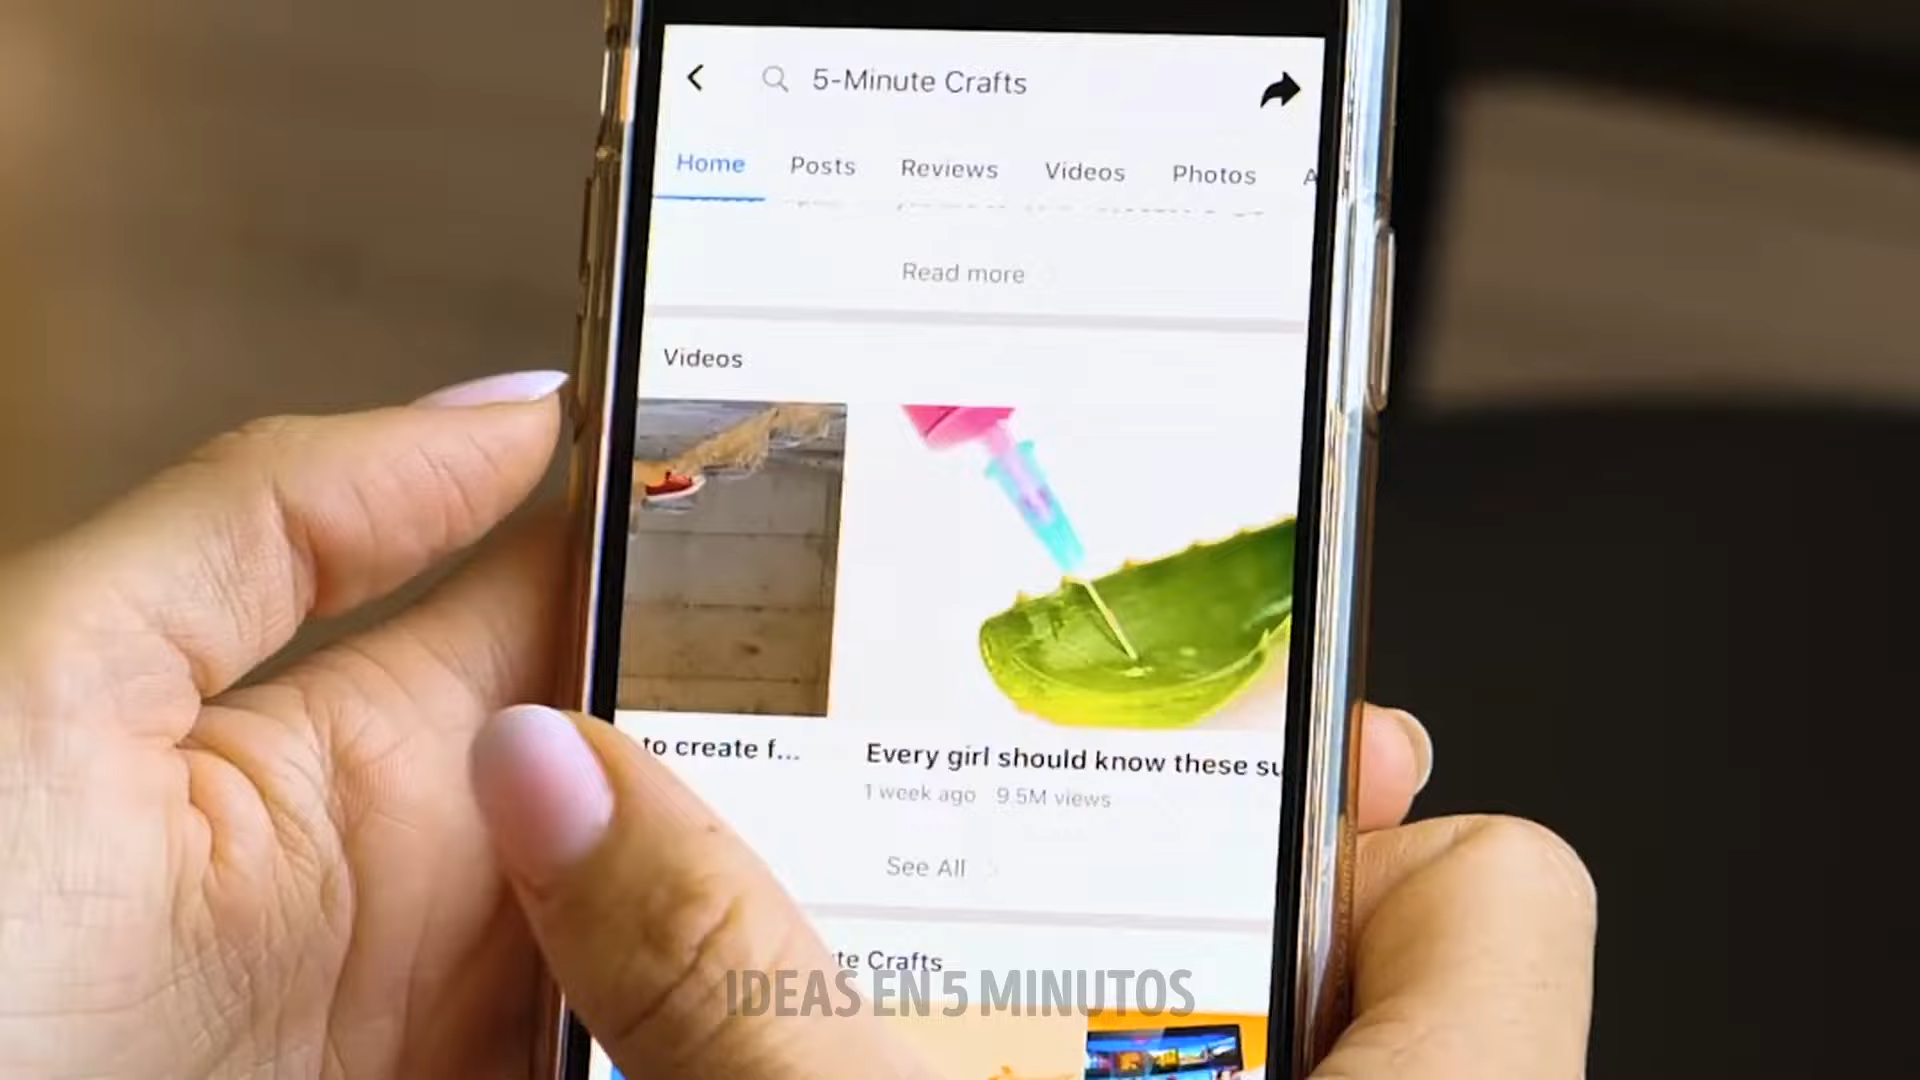 5-Minute Crafts
Home Posts Reviews Videos Photos A
Read more
Videos
to create f...
Every girl should know these su
1 week ago 9.5M views
See All
te Crafts
IDEAS EN 5 MINUTOS